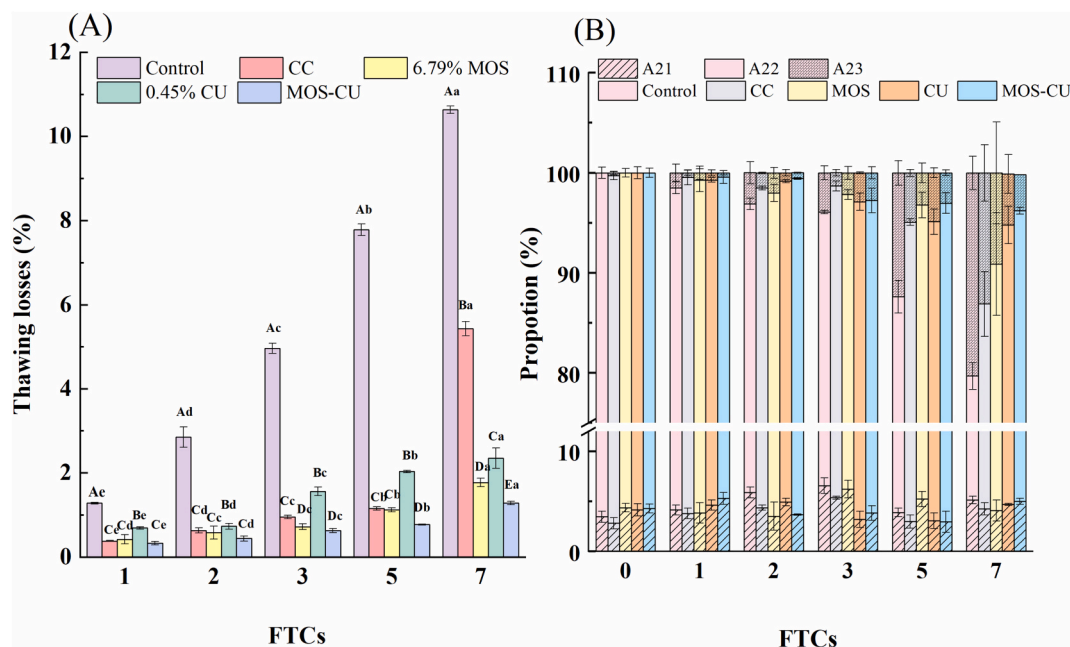 (A)
Control CC 6.79% MOS
0.45% CU MOS-CU
Thawing losses (%)
12
10
8
6
4
2
0
Ae Ce Cd Be Ce
Ad Cd Cc Bd Cd
Ac Cc Dc Bc Dc
Ab Cb Cb Bb Db
Aa Ba Da Ca Ea
1 2 3 5 7
FTCs
(B)
A21 A22 A23
Control CC MOS CU MOS-CU
Propotion (%)
110
100
90
80
10
0
0 1 2 3 5 7
FTCs